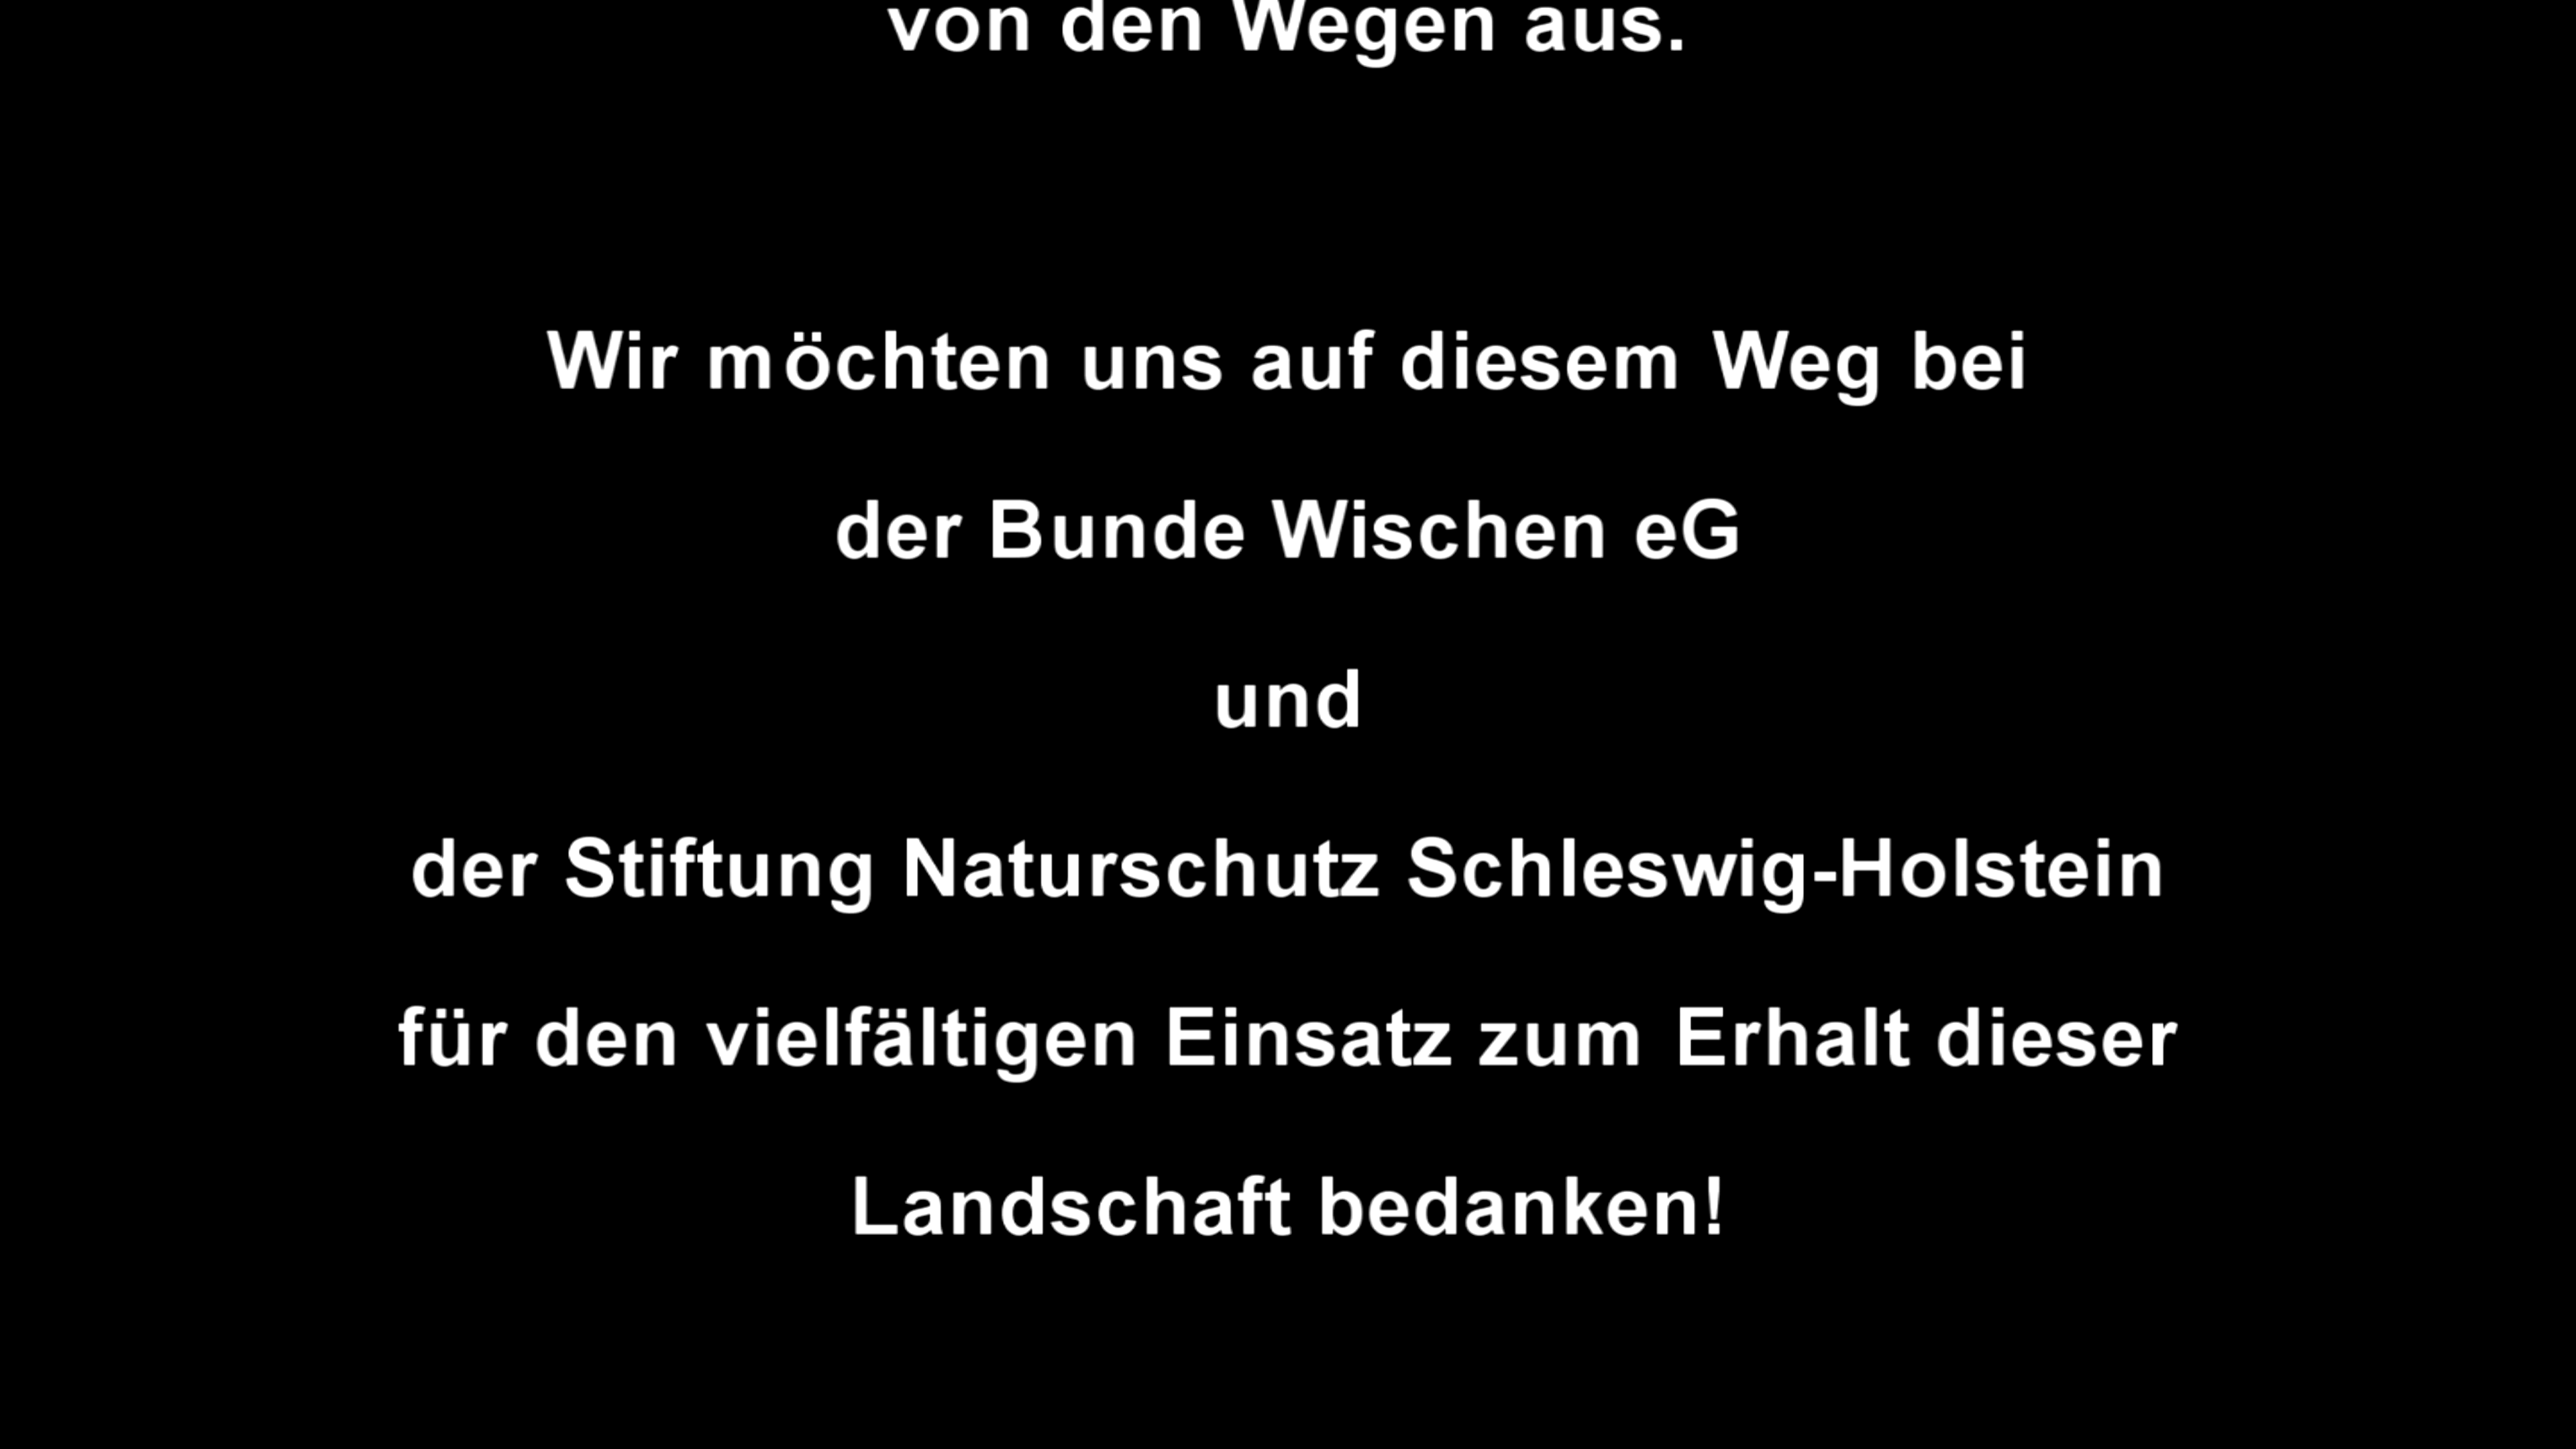 von den Wegen aus.
Wir möchten uns auf diesem Weg bei
der Bunde Wischen eG
und
der Stiftung Naturschutz Schleswig-Holstein
für den vielfältigen Einsatz zum Erhalt dieser
Landschaft bedanken!